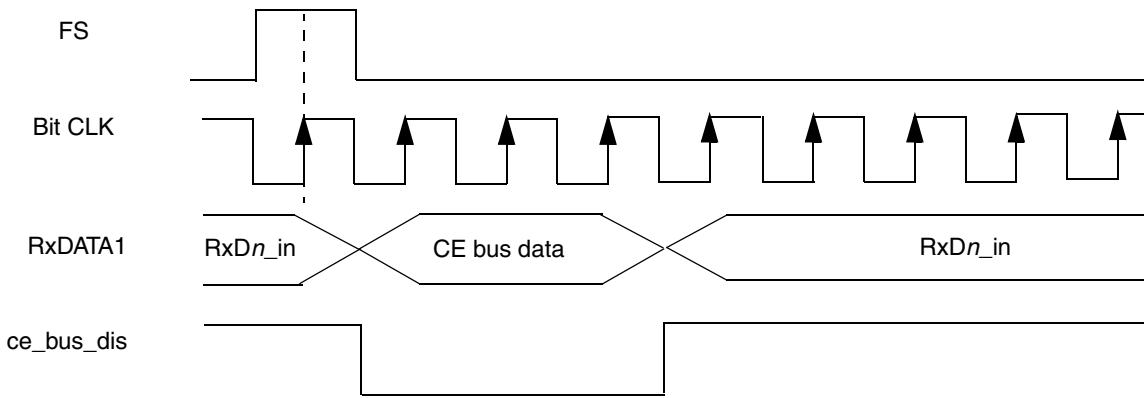 FS
Bit CLK
RxDATA1
RxDn_in
CE bus data
RxDn_in
ce_bus_dis